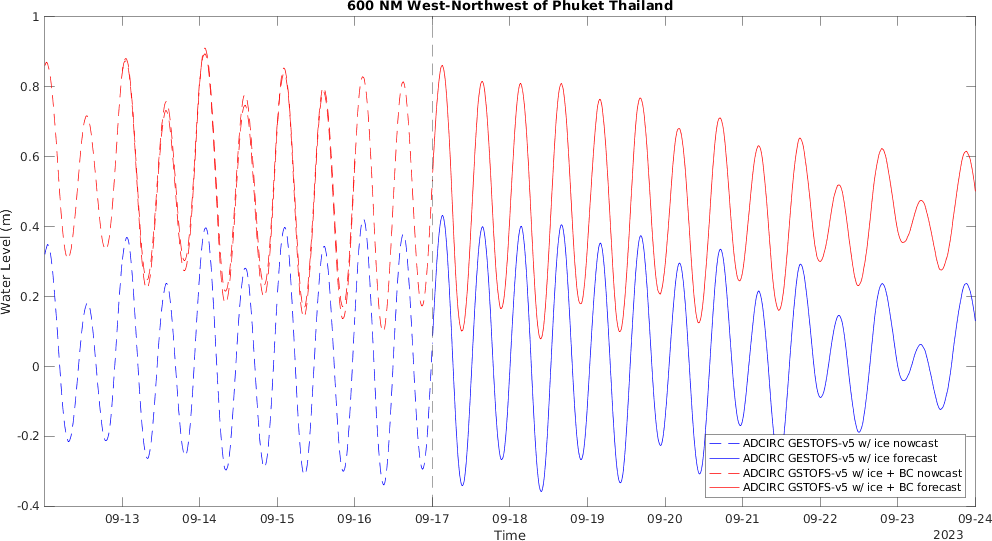 600 NM West-Northwest of Phuket Thailand
1
0.8
0.6
0.4
0.2
0
-0.2
-0.4
Water Level (m)
ADCIRC GESTOFS-v5 w/ ice nowcast
ADCIRC GESTOFS-v5 w/ ice forecast
ADCIRC GSTOFS-v5 w/ ice + BC nowcast
ADCIRC GSTOFS-v5 w/ ice + BC forecast
09-13 09-14 09-15 09-16 09-17 09-18 09-19 09-20 09-21 09-22 09-23 09-24
Time
2023